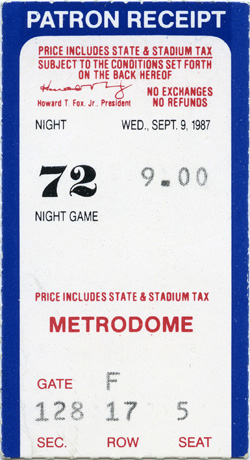 PATRON RECEIPT
PRICE INCLUDES STATE & STADIUM TAX
SUBJECT TO THE CONDITIONS SET FORTH
ON THE BACK HEREOF
NO EXCHANGES
Howard T. Fox, Jr., President NO REFUNDS
NIGHT WED., SEPT. 9, 1987
72 9.00
NIGHT GAME
PRICE INCLUDES STATE & STADIUM TAX
METRODOME
GATE F
128 17 5
SEC. ROW SEAT